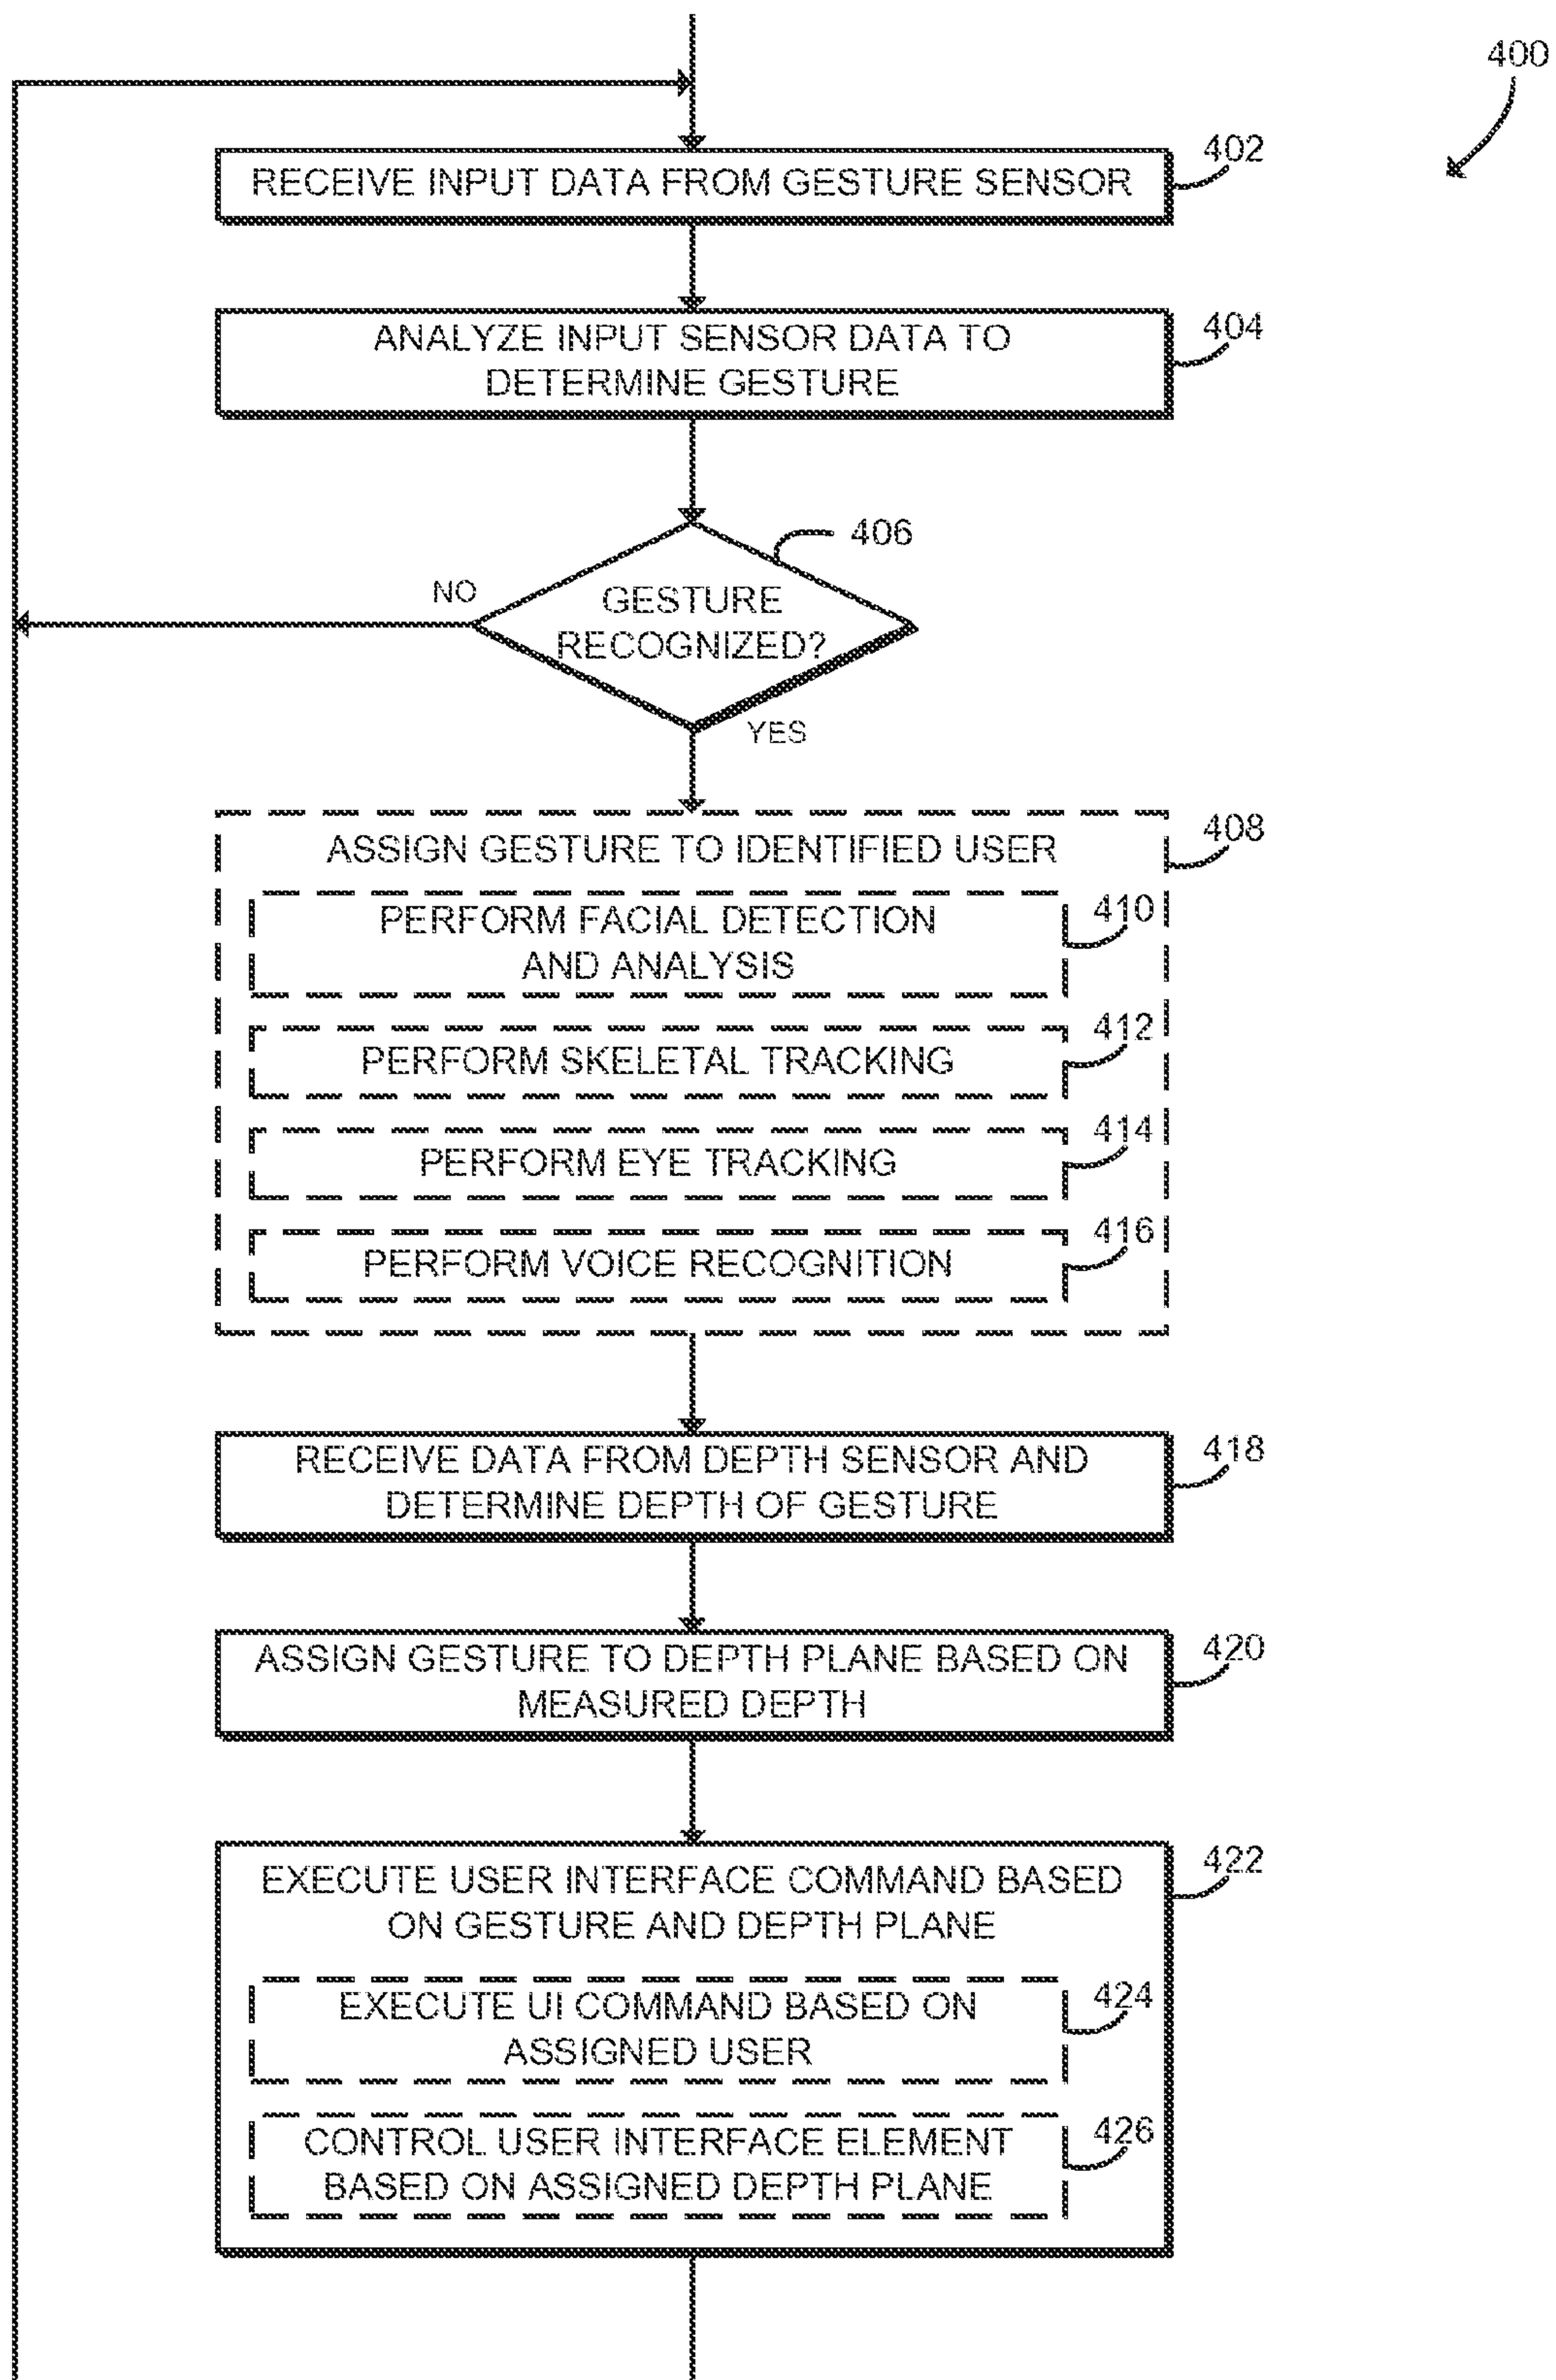 400
RECEIVE INPUT DATA FROM GESTURE SENSOR
402
ANALYZE INPUT SENSOR DATA TO
DETERMINE GESTURE
404
406
GESTURE
RECOGNIZED?
NO
YES
ASSIGN GESTURE TO IDENTIFIED USER
408
PERFORM FACIAL DETECTION
AND ANALYSIS
410
PERFORM SKELETAL TRACKING
412
PERFORM EYE TRACKING
414
PERFORM VOICE RECOGNITION
416
RECEIVE DATA FROM DEPTH SENSOR AND
DETERMINE DEPTH OF GESTURE
418
ASSIGN GESTURE TO DEPTH PLANE BASED ON
MEASURED DEPTH
420
EXECUTE USER INTERFACE COMMAND BASED
ON GESTURE AND DEPTH PLANE
422
EXECUTE UI COMMAND BASED ON
ASSIGNED USER
424
CONTROL USER INTERFACE ELEMENT
BASED ON ASSIGNED DEPTH PLANE
426